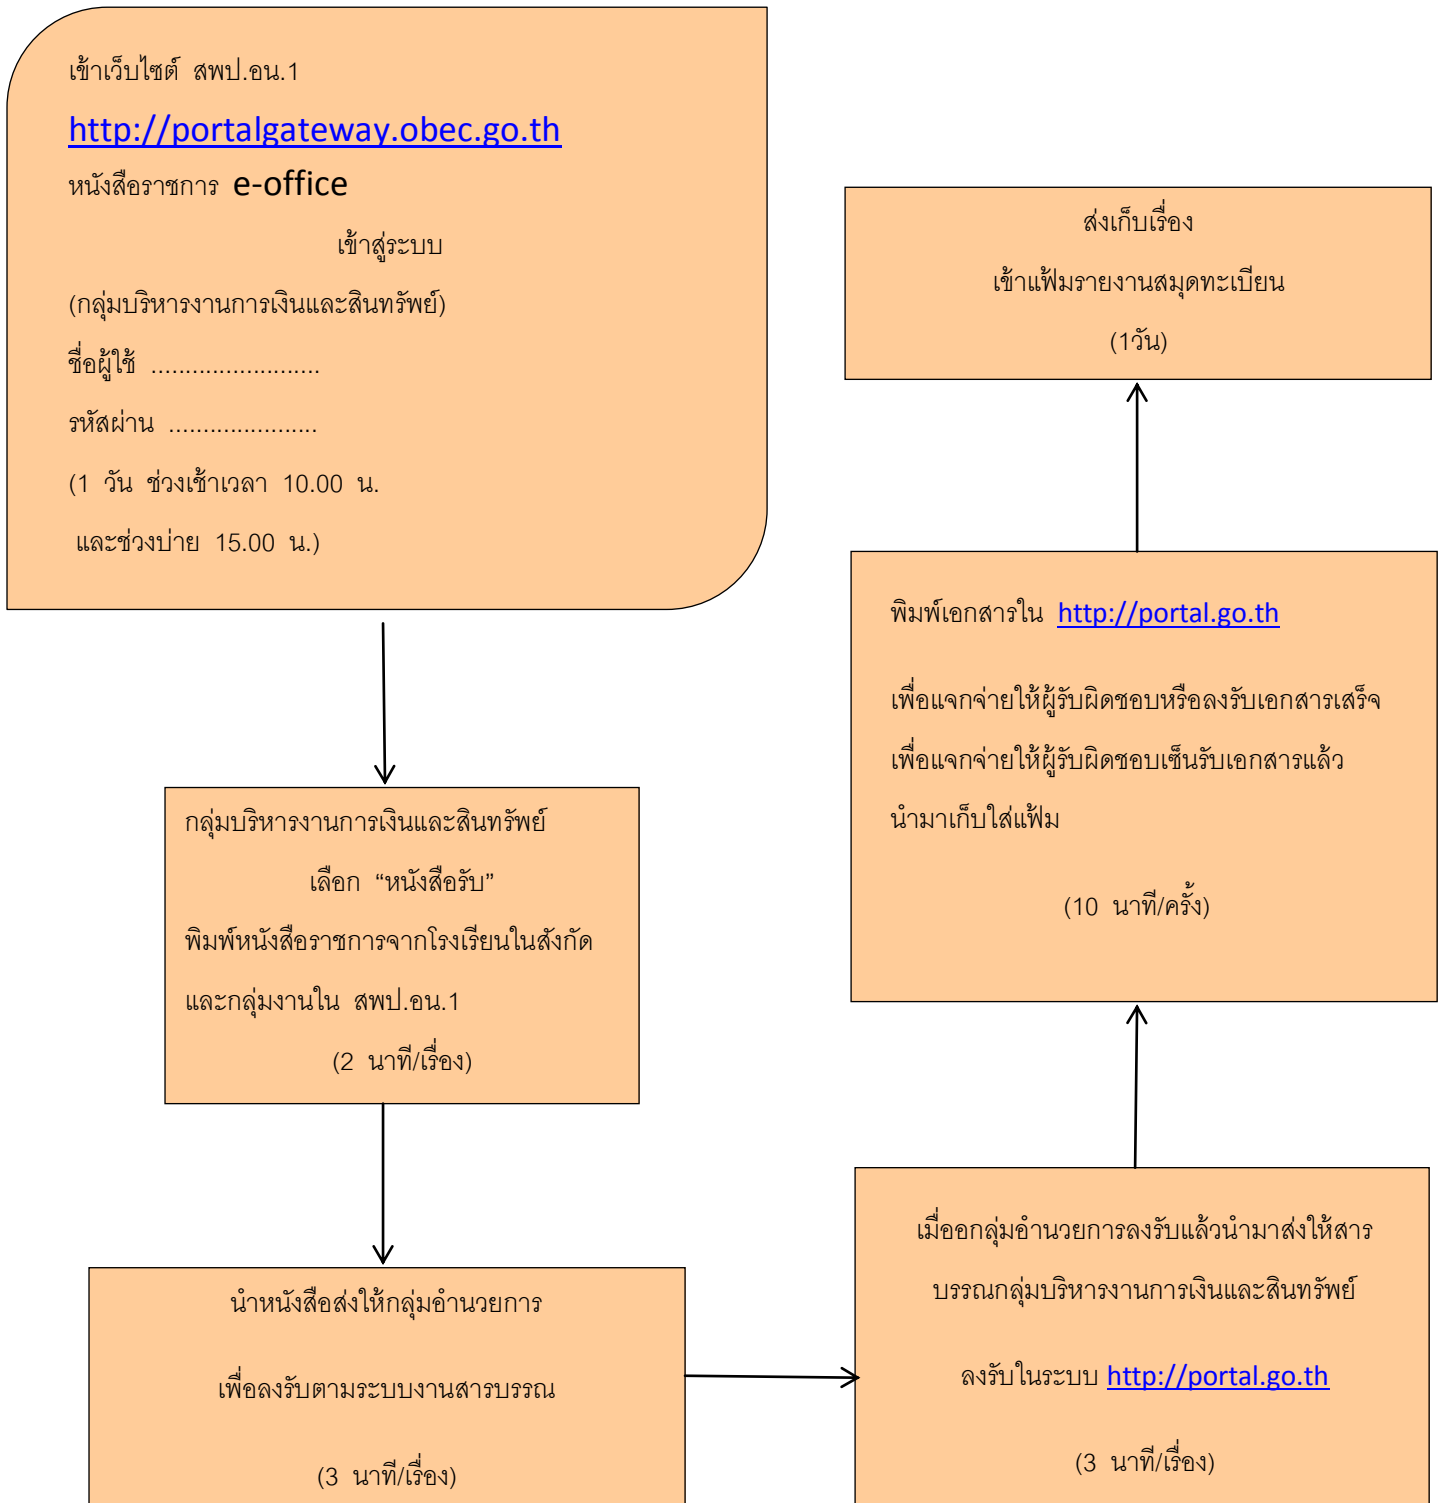 เข้าเว็บไซต์ สพป.อน.1
http://portalgateway.obec.go.th
หนังสือราชการ e-office
เข้าสู่ระบบ
(กลุ่มบริหารงานการเงินและสินทรัพย์)
ชื่อผู้ใช้ .........................
รหัสผ่าน ......................
(1 วัน ช่วงเช้าเวลา 10.00 น.
และช่วงบ่าย 15.00 น.)
กลุ่มบริหารงานการเงินและสินทรัพย์
เลือก “หนังสือรับ”
พิมพ์หนังสือราชการจากโรงเรียนในสังกัด
และกลุ่มงานใน สพป.อน.1
(2 นาที/เรื่อง)
นำหนังสือส่งให้กลุ่มอำนวยการ
เพื่อลงรับตามระบบงานสารบรรณ
(3 นาที/เรื่อง)
เมื่ออกลุ่มอำนวยการลงรับแล้วนำมาส่งให้สาร
บรรณกลุ่มบริหารงานการเงินและสินทรัพย์
ลงรับในระบบ http://portal.go.th
(3 นาที/เรื่อง)
พิมพ์เอกสารใน http://portal.go.th
เพื่อแจกจ่ายให้ผู้รับผิดชอบหรือลงรับเอกสารเสร็จ
เพื่อแจกจ่ายให้ผู้รับผิดชอบเซ็นรับเอกสารแล้ว
นำมาเก็บใส่แฟ้ม
(10 นาที/ครั้ง)
ส่งเก็บเรื่อง
เข้าแฟ้มรายงานสมุดทะเบียน
(1วัน)